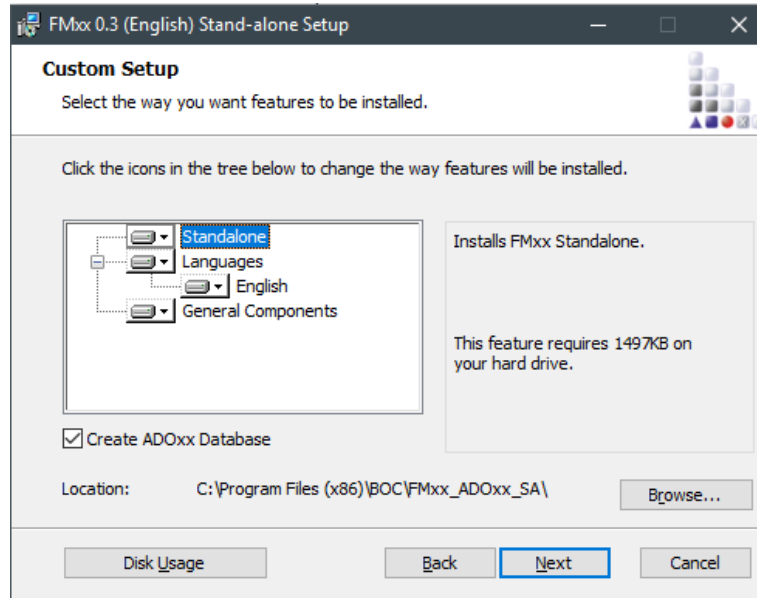 FMxx 0.3 (English) Stand-alone Setup
Custom Setup
Select the way you want features to be installed.
Click the icons in the tree below to change the way features will be installed.
Standalone
Languages
English
General Components
Installs FMxx Standalone.
This feature requires 1497KB on
your hard drive.
Create ADOxx Database
Location: C:\Program Files (x86)\BOC\FMxx_ADOxx_SA\
Browse...
Disk Usage Back Next Cancel